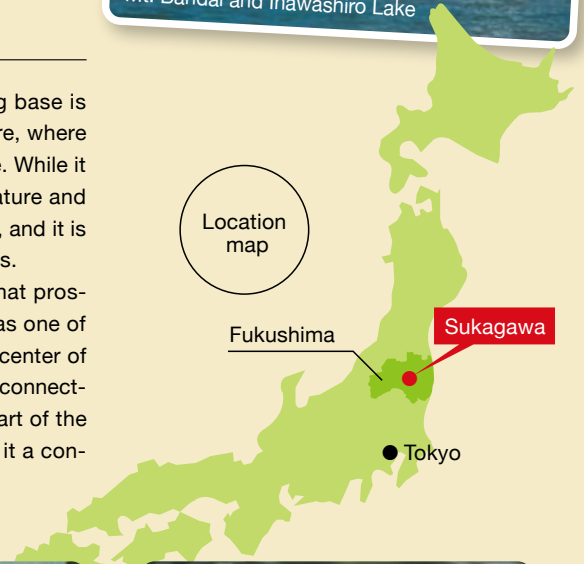 Mt. Bandai and Inawashiro Lake
g base is
re, where
e. While it
ature and
, and it is
s.
hat pros-
as one of
center of
connect-
art of the
it a con-
Location
map
Fukushima
Sukagawa
Tokyo